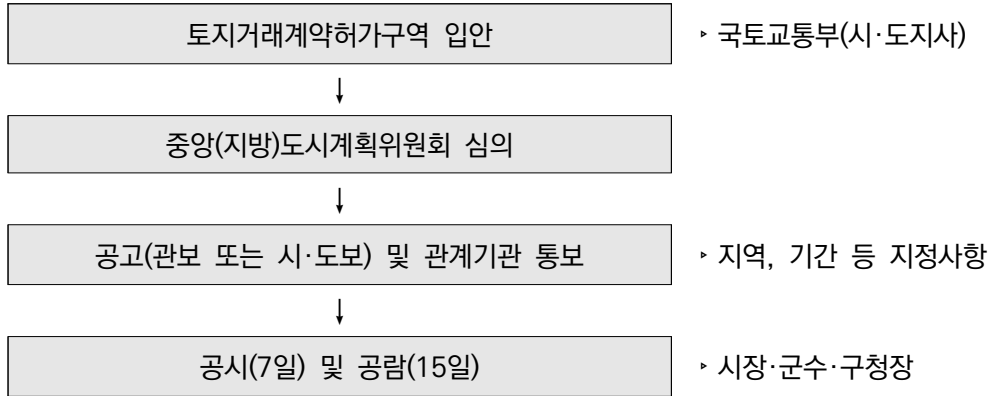 토지거래계약허가구역 입안 ▹ 국토교통부(시·도지사)
↓
중앙(지방)도시계획위원회 심의
↓
공고(관보 또는 시·도보) 및 관계기관 통보 ▹ 지역, 기간 등 지정사항
↓
공시(7일) 및 공람(15일) ▹ 시장·군수·구청장